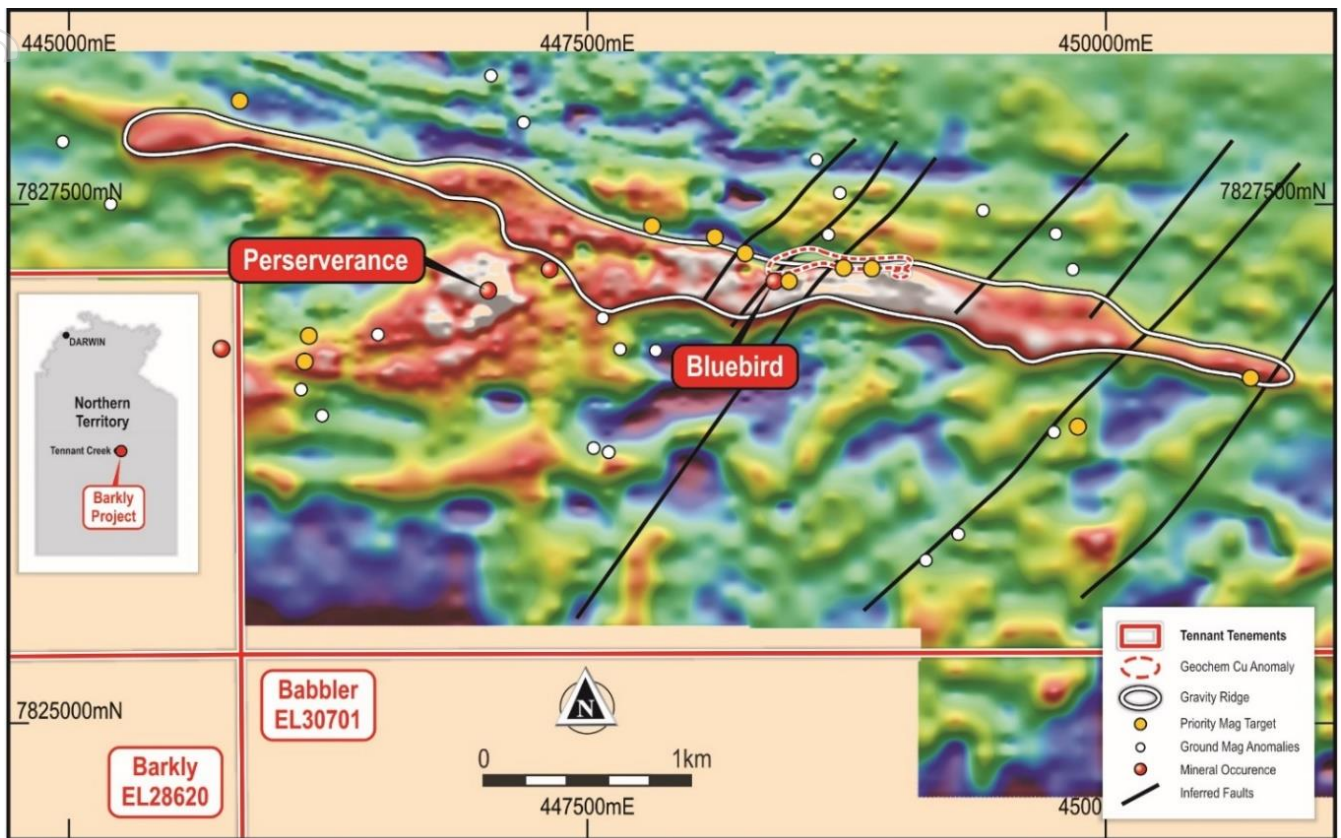 445000mE
447500mE
450000mE
7827500mN
7827500mN
Perserverance
Bluebird
DARWIN
Northern
Territory
Tennant Creek
Barkly
Project
Babbler
EL30701
Barkly
EL28620
7825000mN
N
0
1km
447500mE
4500
Tennant Tenements
Geochem Cu Anomaly
Gravity Ridge
Priority Mag Target
Ground Mag Anomalies
Mineral Occurence
Inferred Faults